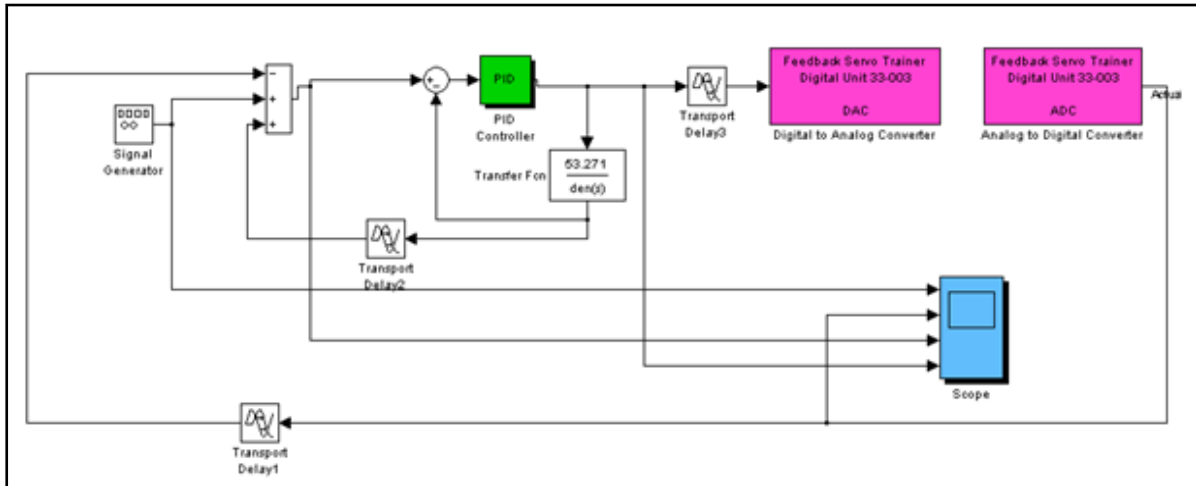 Signal
Generator
PID
PID
Controller
53.271
den(s)
Transfer Fcn
Transport
Delay2
Transport
Delay3
Feedback Servo Trainer
Digital Unit 33-003
DAC
Digital to Analog Converter
Feedback Servo Trainer
Digital Unit 33-003
ADC
Analog to Digital Converter
Actual
Scope
Transport
Delay1